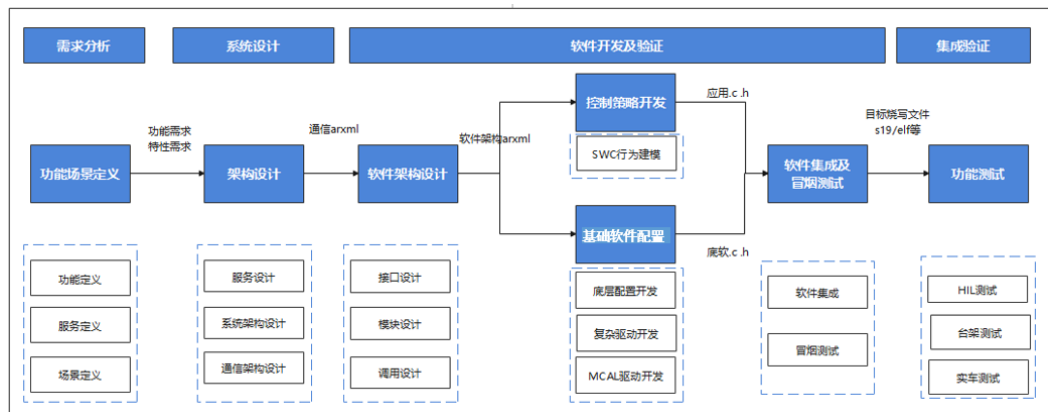 需求分析
系统设计
软件开发及验证
集成验证
功能场景定义
功能需求
特性需求
架构设计
通信arxml
软件架构设计
软件架构arxml
控制策略开发
SWC行为建模
应用.c .h
基础软件配置
底软.c .h
软件集成及
冒烟测试
目标烧写文件
s19/elf等
功能测试
功能定义
服务定义
场景定义
服务设计
系统架构设计
通信架构设计
接口设计
模块设计
调用设计
底层配置开发
复杂驱动开发
MCAL驱动开发
软件集成
冒烟测试
HIL测试
台架测试
实车测试